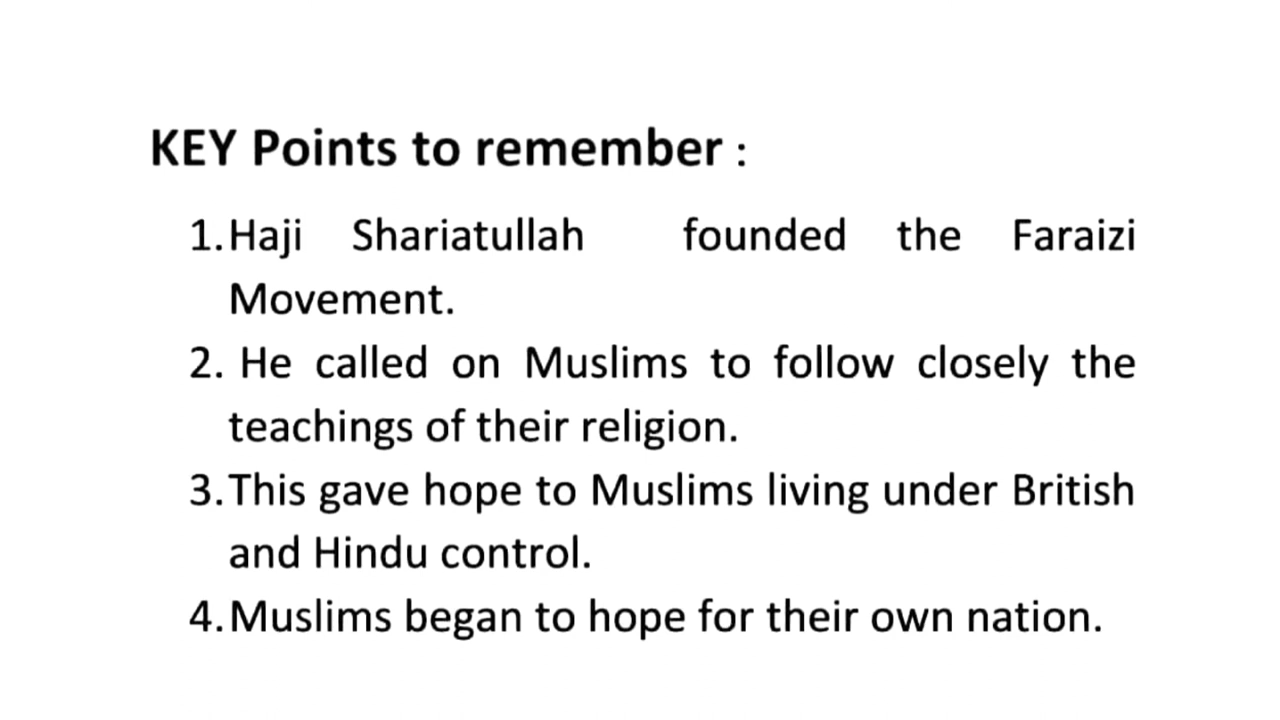 KEY Points to remember :
1. Haji Shariatullah founded the Faraizi
Movement.
2. He called on Muslims to follow closely the
teachings of their religion.
3. This gave hope to Muslims living under British
and Hindu control.
4. Muslims began to hope for their own nation.